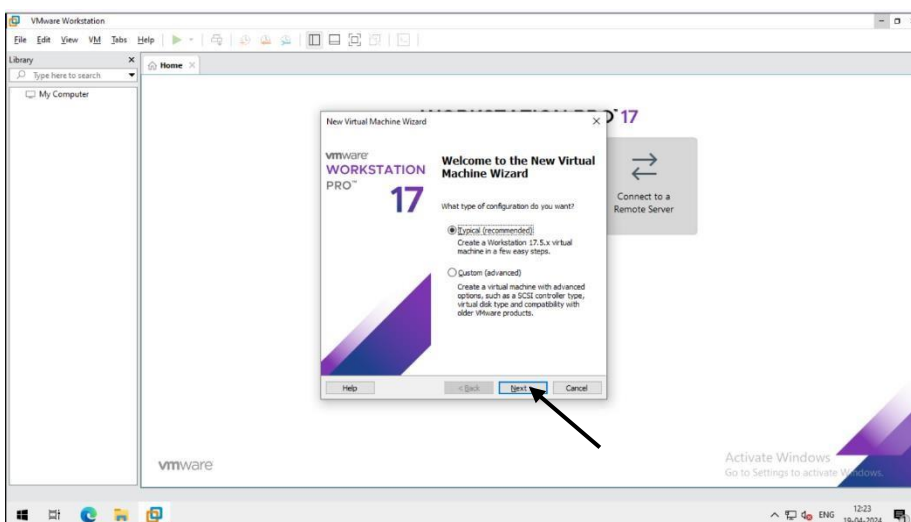 VMware Workstation
File Edit View VM Tabs Help
Library
Type here to search
My Computer
Home
17
New Virtual Machine Wizard
vmware
WORKSTATION
PRO™
17
Welcome to the New Virtual
Machine Wizard
What type of configuration do you want?
Typical (recommended)
Create a Workstation 17.5.x virtual
machine in a few easy steps.
Custom (advanced)
Create a virtual machine with advanced
options, such as a SCSI controller type,
virtual disk type and compatibility with
older VMware products.
Help < Back Next Cancel
Connect to a
Remote Server
vmware
Activate Windows
Go to Settings to activate Windows.
ENG
12:23
19-04-2024